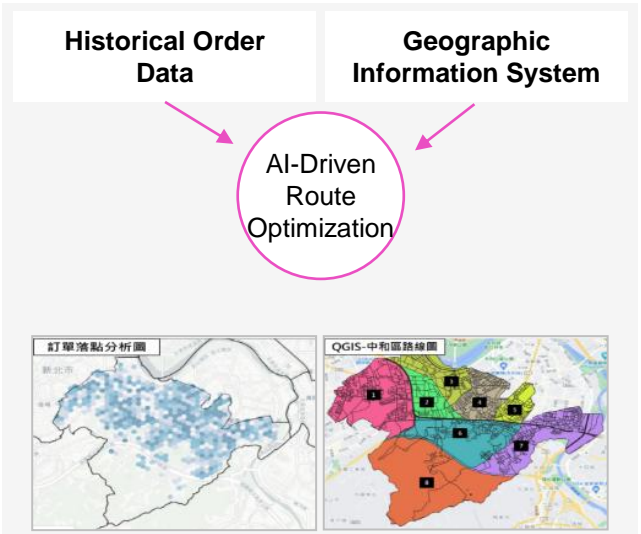 Historical Order
Data
Geographic
Information System
AI-Driven
Route
Optimization
訂單落點分析圖
新北市
QGIS-中和區路線圖
1
2
3
4
5
6
7
8